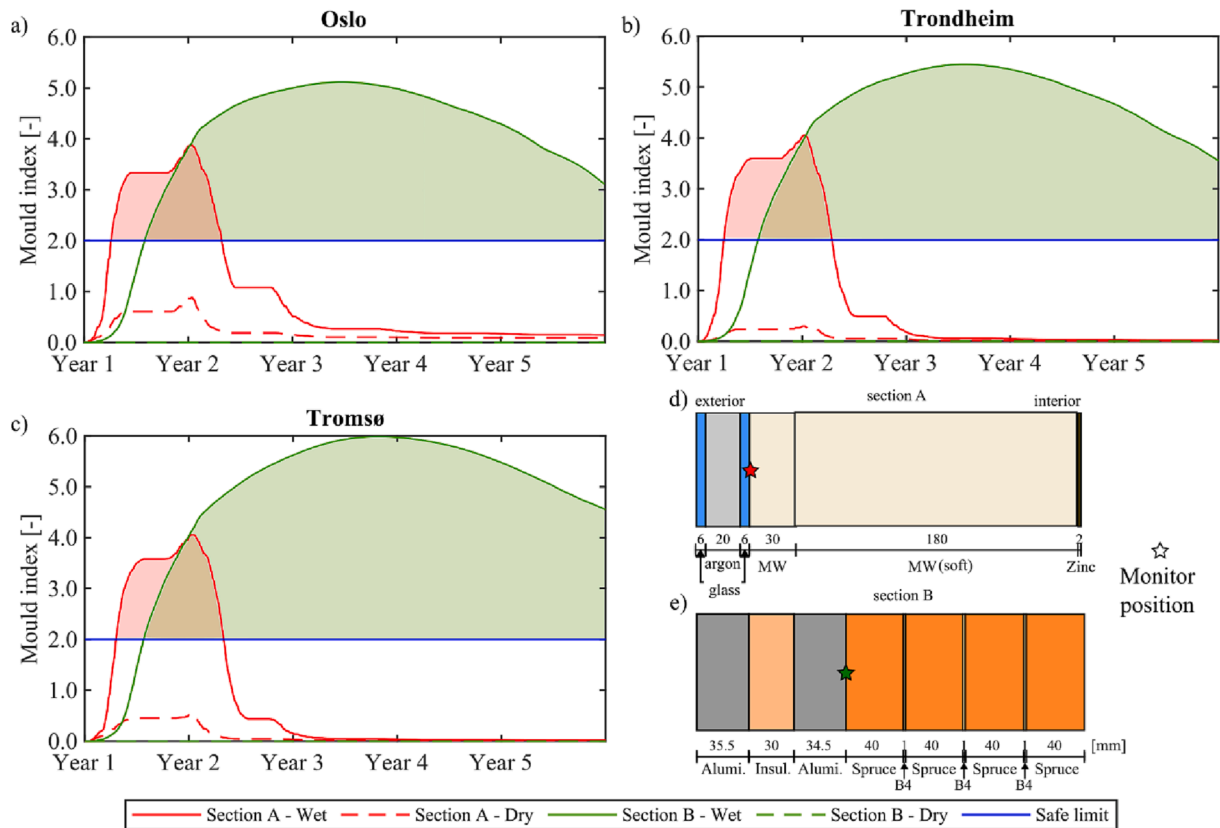 a)
Oslo
6.0
5.0
4.0
3.0
2.0
1.0
0.0
Mould index [-]
Year 1 Year 2 Year 3 Year 4 Year 5
b)
Trondheim
6.0
5.0
4.0
3.0
2.0
1.0
0.0
Mould index [-]
Year 1 Year 2 Year 3 Year 4 Year 5
c)
Tromsø
6.0
5.0
4.0
3.0
2.0
1.0
0.0
Mould index [-]
Year 1 Year 2 Year 3 Year 4 Year 5
d)
section A
exterior interior
6 20 6 30 180 2
argon MW MW(soft) Zinc
glass
Monitor
position
e)
section B
35.5 30 34.5 40 1 40 1 40 1 40 [mm]
Alumi. Insul. Alumi. Spruce Spruce Spruce Spruce
B4 B4 B4
Section A - Wet Section A - Dry Section B - Wet Section B - Dry Safe limit